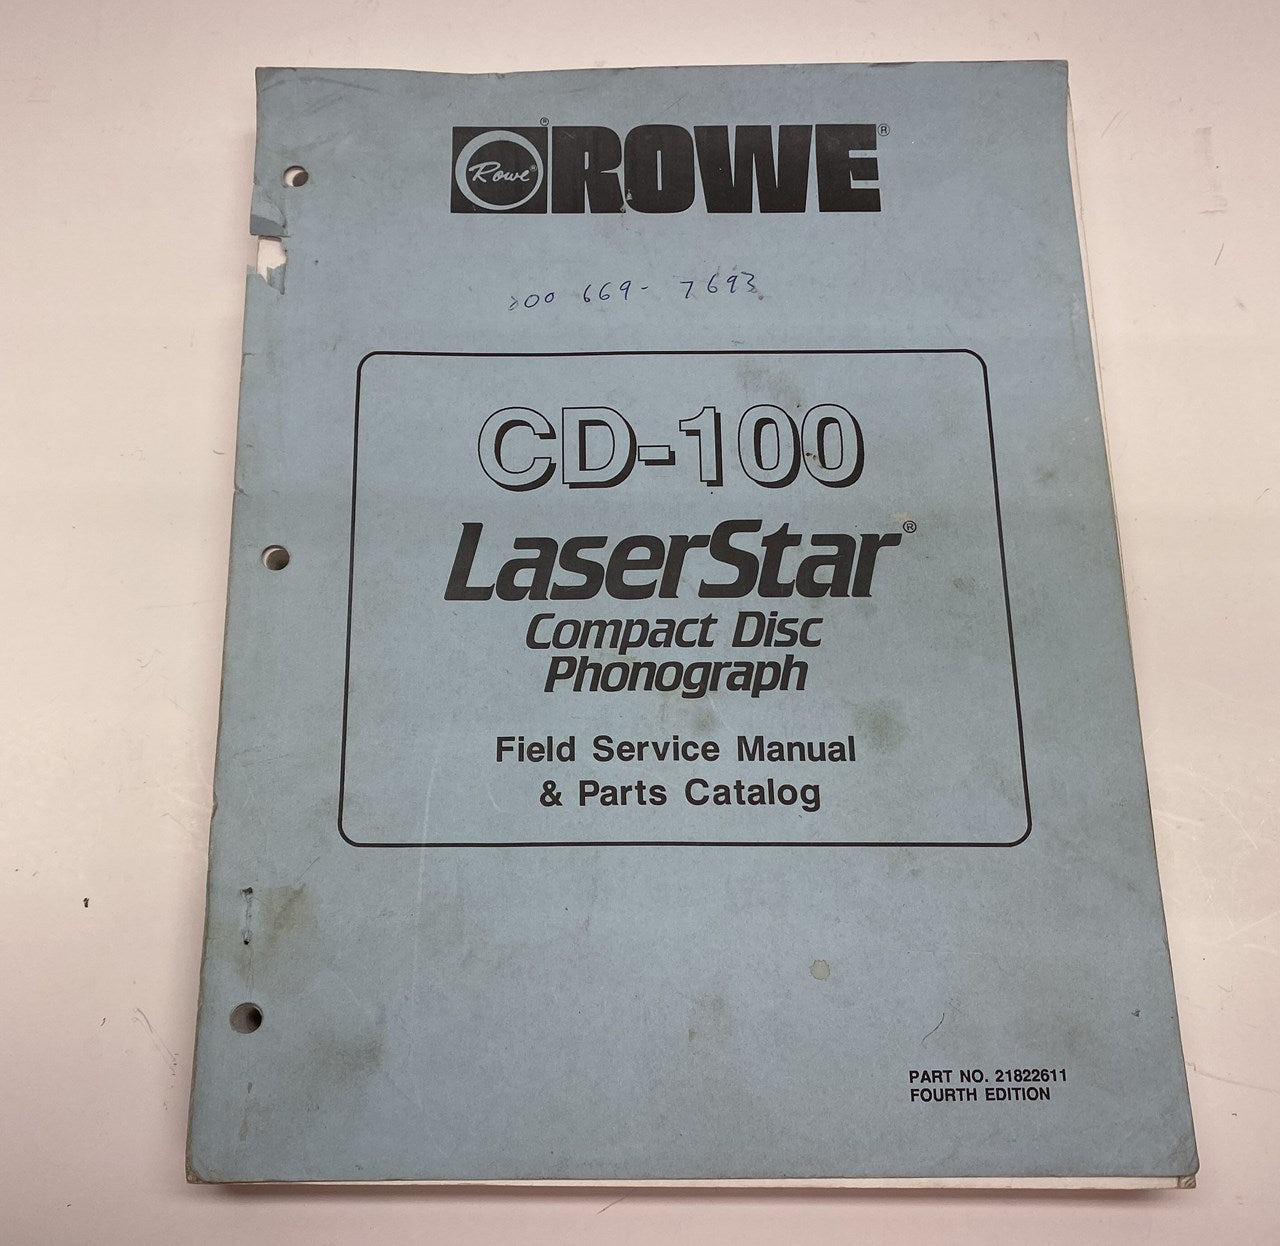 Rowe® ® ROWE ®
669-7693
CD-100
LaserStar®
Compact Disc
Phonograph
Field Service Manual
& Parts Catalog
PART NO. 21822611
FOURTH EDITION